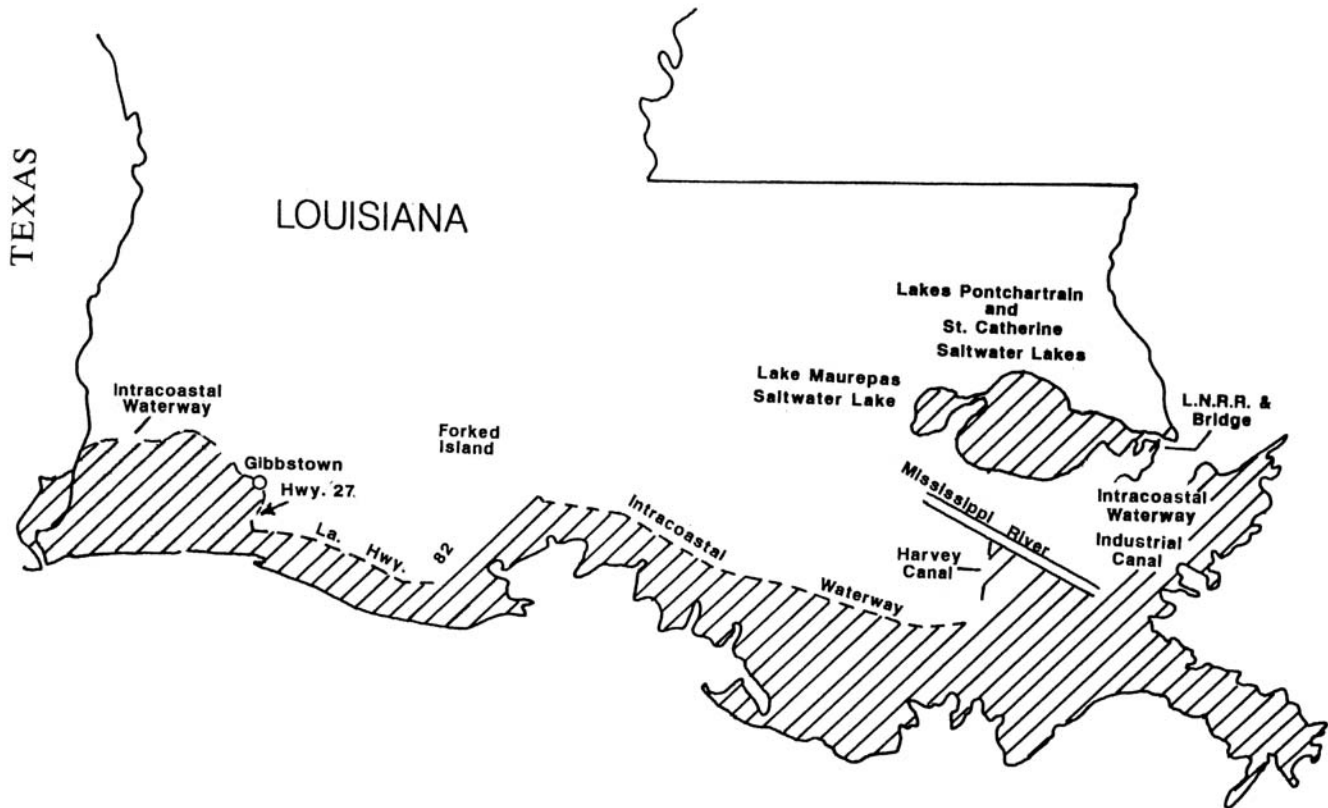 TEXAS
LOUISIANA
Lakes Pontchartrain
and
St. Catherine
Saltwater Lakes
Lake Maurepas
Saltwater Lake
L.N.R.R. &
Bridge
Intracoastal
Waterway
Forked
Island
Gibbstown
Hwy. 27
La. Hwy. 82
Intracoastal Waterway
Mississippi River
Intracoastal
Waterway
Industrial
Canal
Harvey
Canal